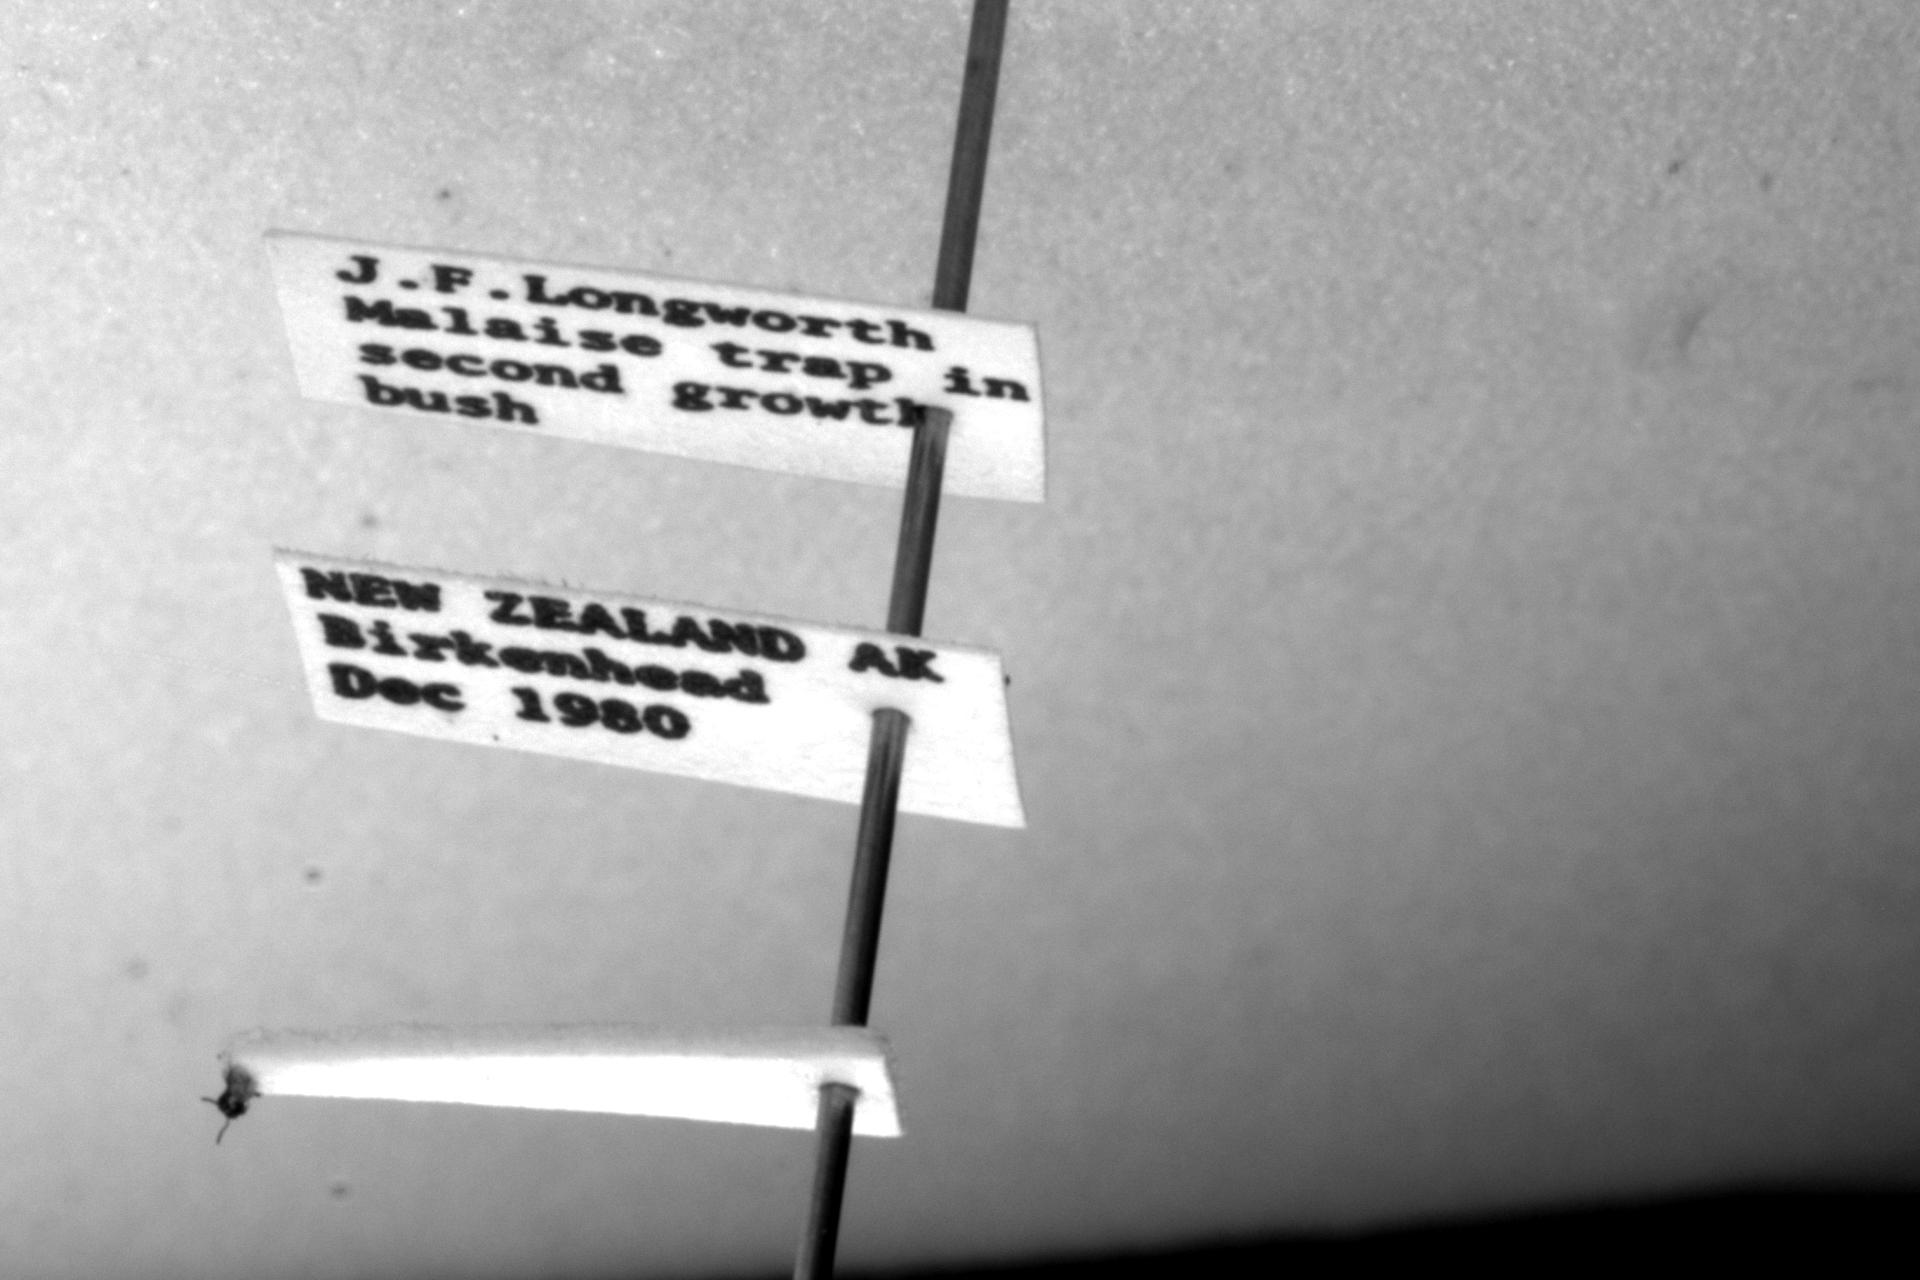 J.F.Longworth
Malaise trap in
second growth
bush
NEW ZEALAND AK
Birkenhead
Dec 1980